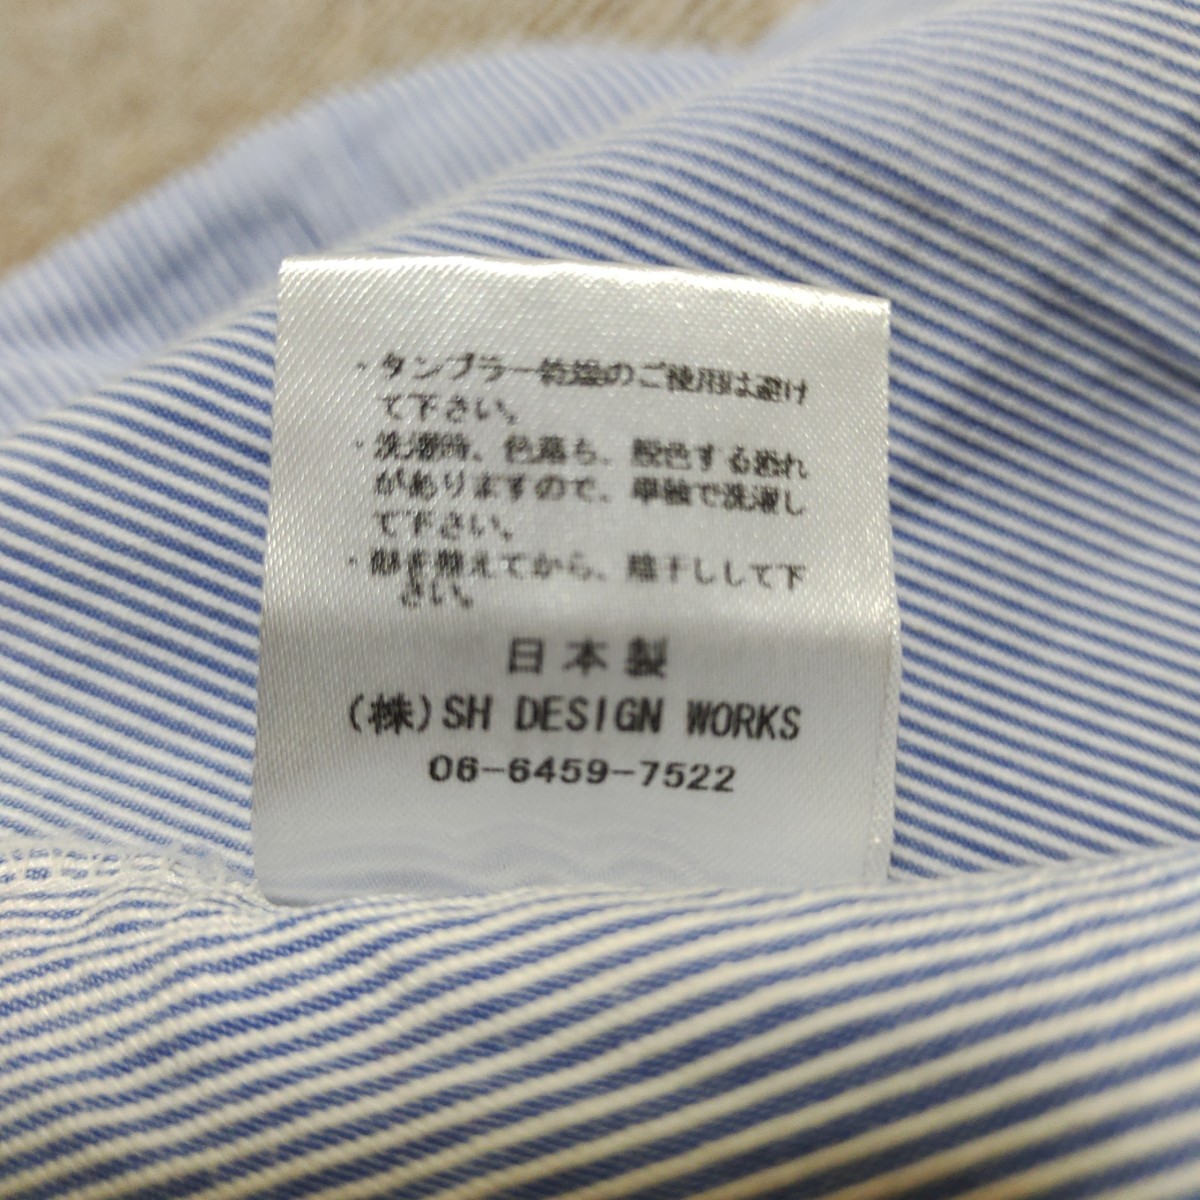 ・タンブラー乾燥のご使用は避け
て下さい。
・洗濯時、色落も、脱色する恐れ
がありますので、単独で洗濯し
て下さい。
・形を整えてから、陰干しして下
さい。
日本製
(株)SH DESIGN WORKS
06-6459-7522